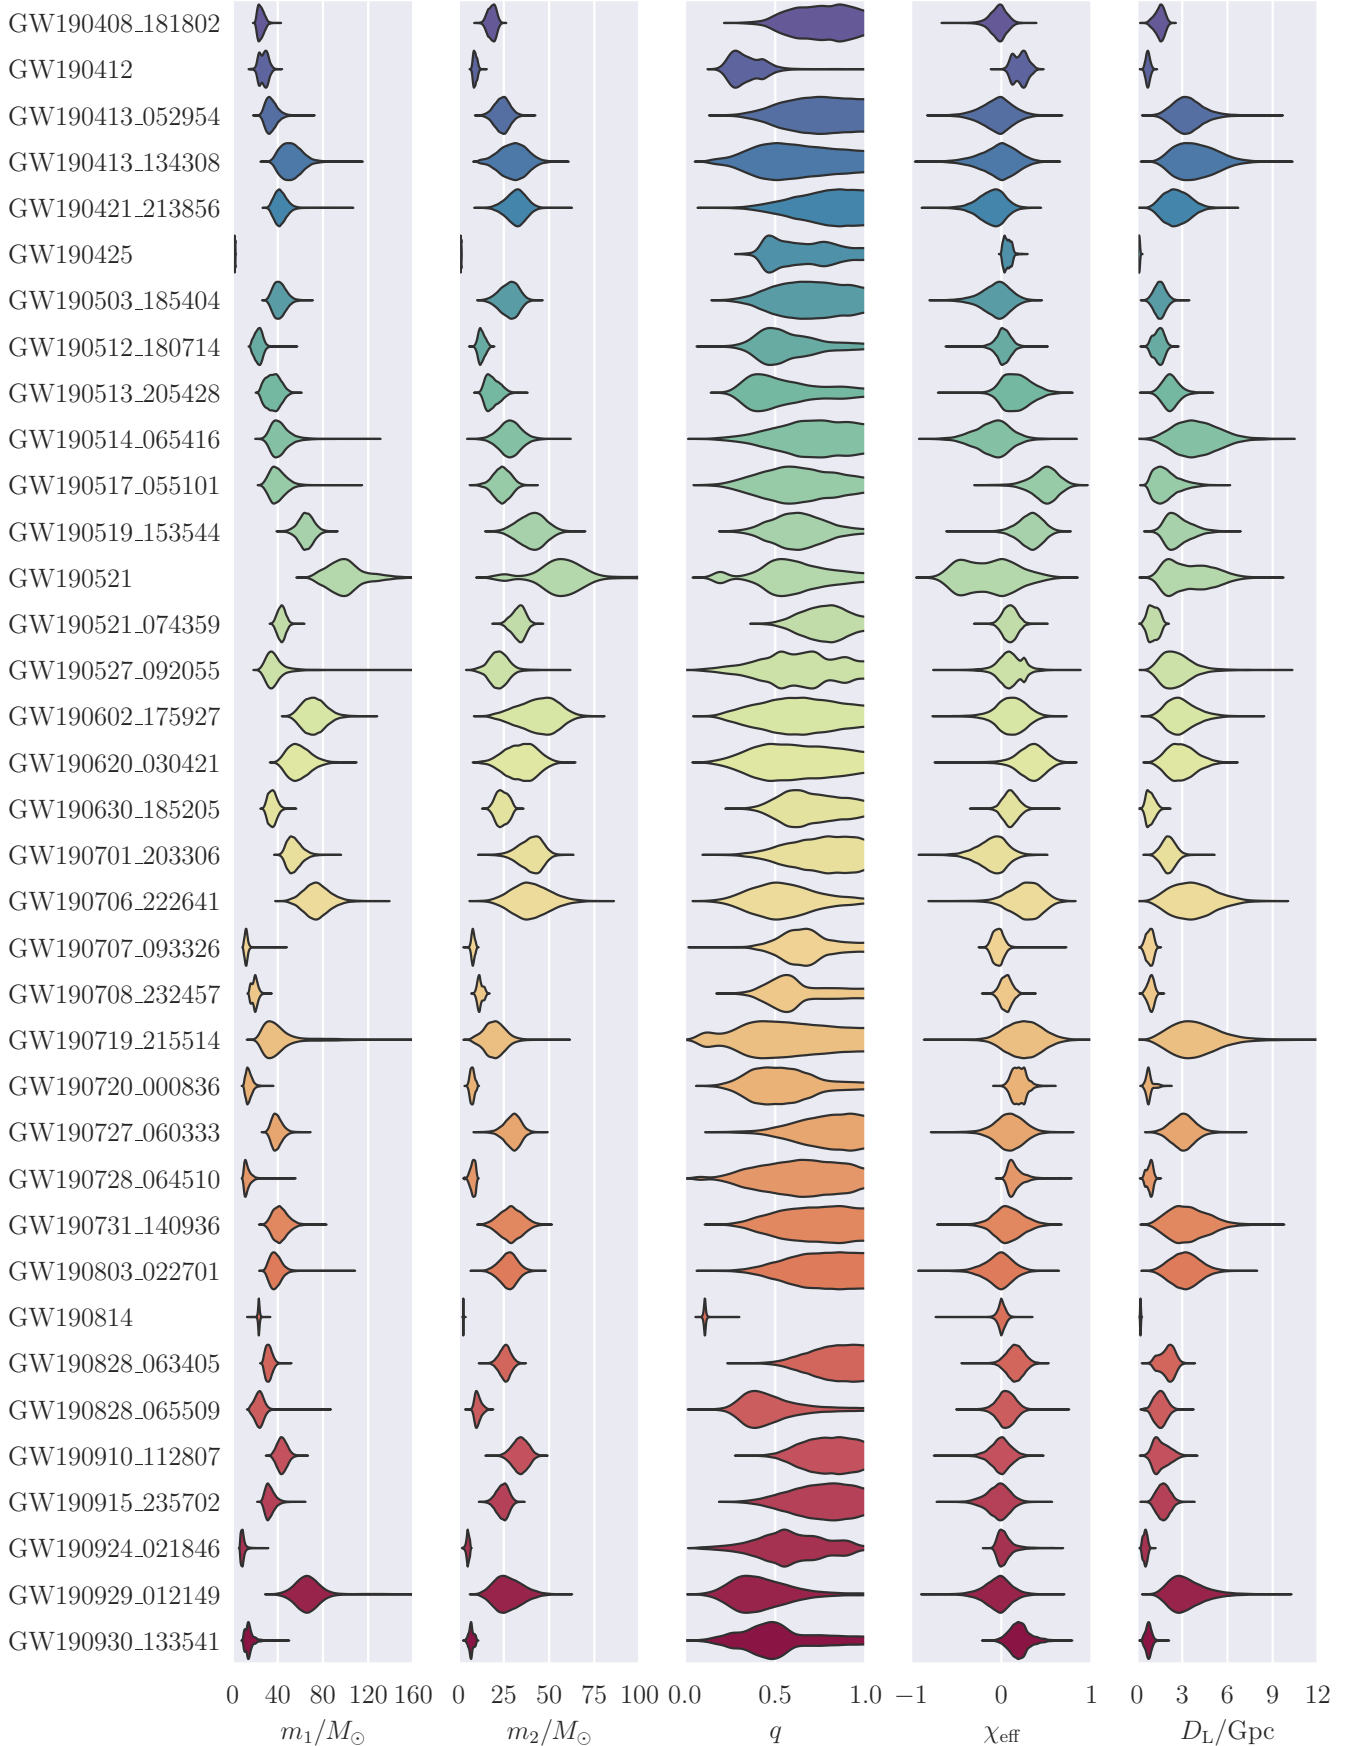 GW190408_181802
GW190412
GW190413_052954
GW190413_134308
GW190421_213856
GW190425
GW190503_185404
GW190512_180714
GW190513_205428
GW190514_065416
GW190517_055101
GW190519_153544
GW190521
GW190521_074359
GW190527_092055
GW190602_175927
GW190620_030421
GW190630_185205
GW190701_203306
GW190706_222641
GW190707_093326
GW190708_232457
GW190719_215514
GW190720_000836
GW190727_060333
GW190728_064510
GW190731_140936
GW190803_022701
GW190814
GW190828_063405
GW190828_065509
GW190910_112807
GW190915_235702
GW190924_021846
GW190929_012149
GW190930_133541
0 40 80 120 160 0 25 50 75 100 0.0 0.5 1.0 −1 0 1 0 3 6 9 12
m₁/M⊙ m₂/M⊙ q χeff D_L/Gpc